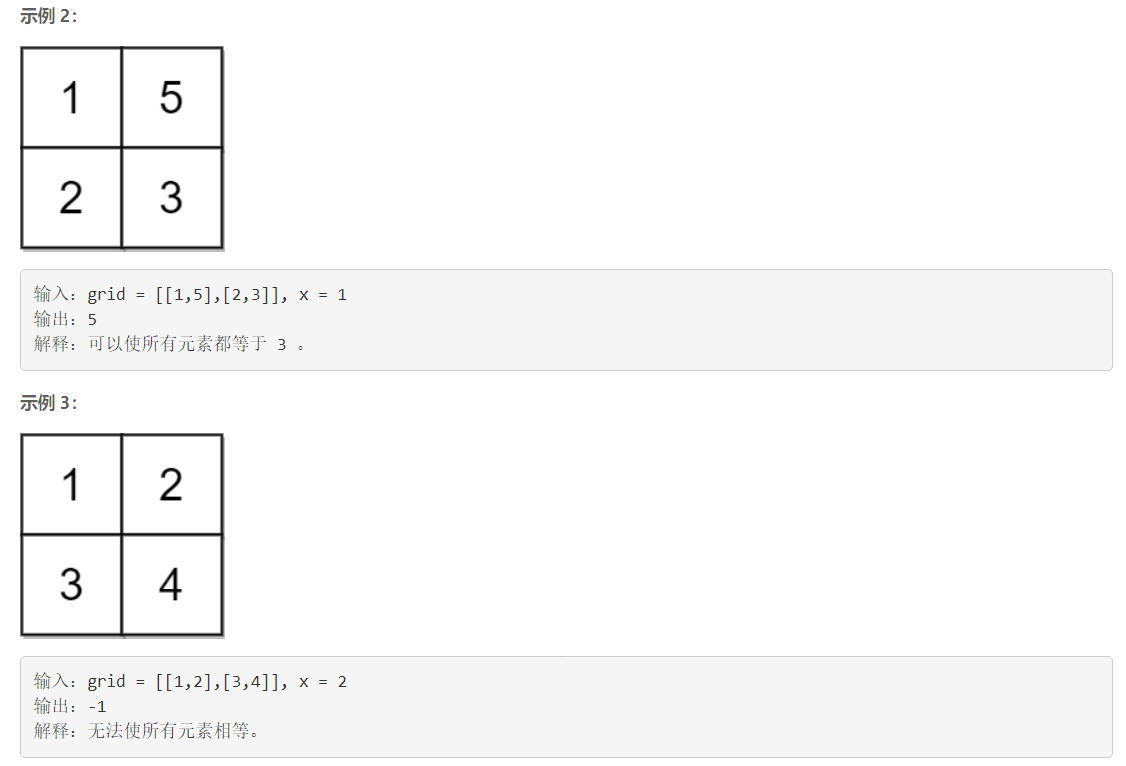 示例 2：
1 5
2 3
输入：grid = [[1,5],[2,3]], x = 1
输出：5
解释：可以使所有元素都等于 3 。
示例 3：
1 2
3 4
输入：grid = [[1,2],[3,4]], x = 2
输出：-1
解释：无法使所有元素相等。